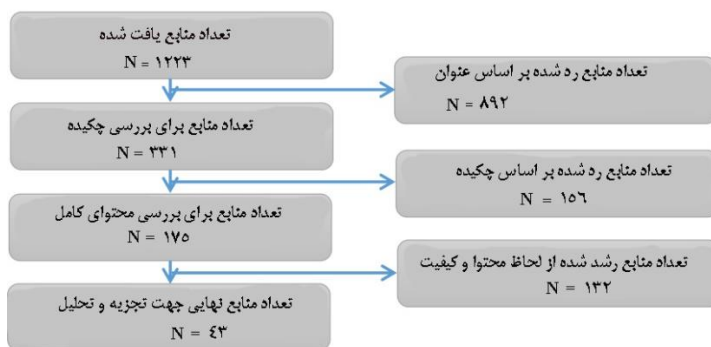 تعداد منابع یافت شده
N = ۱۲۲۳
تعداد منابع رد شده بر اساس عنوان
N = ۸۹۲
تعداد منابع برای بررسی چکیده
N = ۳۳۱
تعداد منابع رد شده بر اساس چکیده
N = ۱۵٦
تعداد منابع برای بررسی محتوای کامل
N = ۱۷۵
تعداد منابع رشد شده از لحاظ محتوا و کیفیت
N = ۱۳۲
تعداد منابع نهایی جهت تجزیه و تحلیل
N = ٤۳